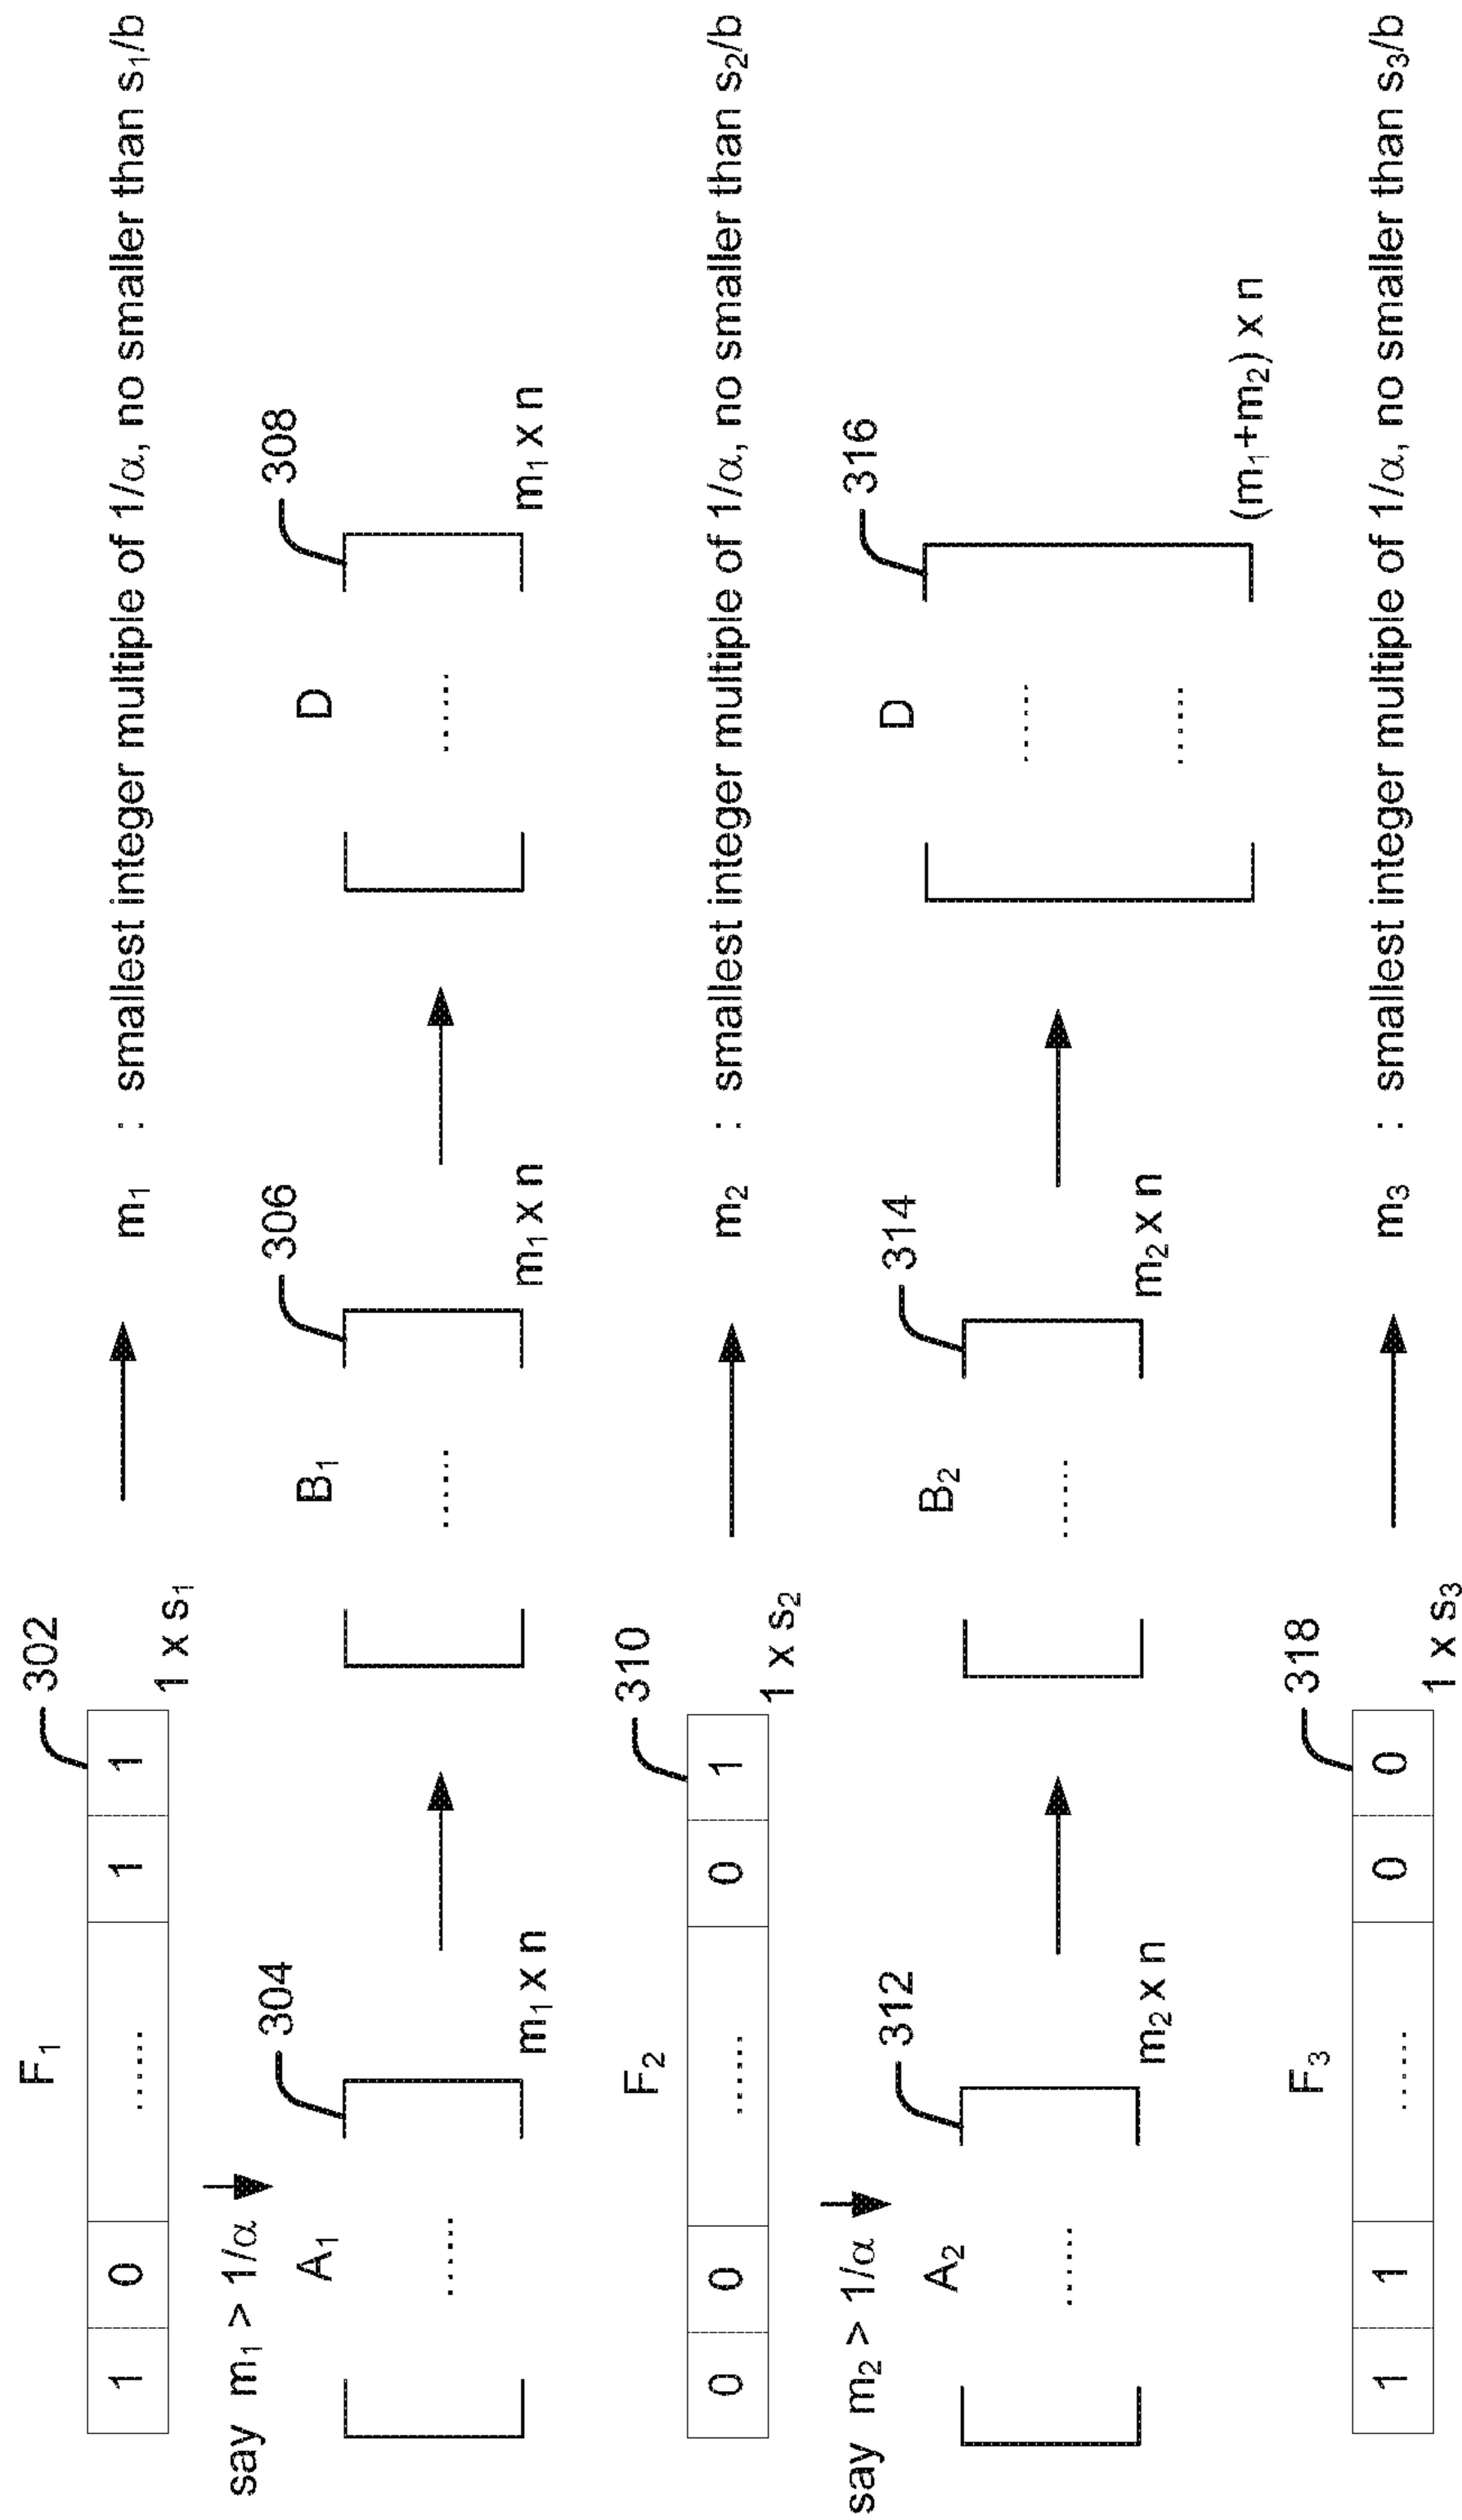 F₁
302
1 0 ..... 1 1
1 x s₁
m₁ : smallest integer multiple of 1/α, no smaller than s₁/b
say m₁ > 1/α
A₁
.....
304
m₁ x n
B₁
.....
306
m₁ x n
D
.....
308
m₁ x n
F₂
310
0 0 ..... 0 1
1 x s₂
m₂ : smallest integer multiple of 1/α, no smaller than s₂/b
say m₂ > 1/α
A₂
.....
312
m₂ x n
B₂
.....
314
m₂ x n
D
.....
.....
316
(m₁+m₂) x n
F₃
318
1 1 ..... 0 0
1 x s₃
m₃ : smallest integer multiple of 1/α, no smaller than s₃/b